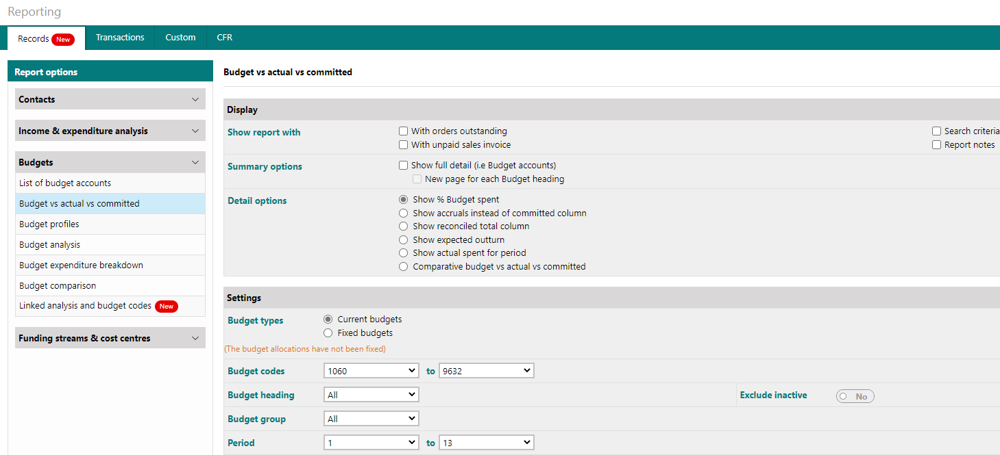 Reporting
Records New Transactions Custom CFR
Report options
Contacts
Income & expenditure analysis
Budgets
List of budget accounts
Budget vs actual vs committed
Budget profiles
Budget analysis
Budget expenditure breakdown
Budget comparison
Linked analysis and budget codes New
Funding streams & cost centres
Budget vs actual vs committed
Display
Show report with
With orders outstanding
Search criteria
With unpaid sales invoice
Report notes
Summary options
Show full detail (i.e Budget accounts)
New page for each Budget heading
Detail options
Show % Budget spent
Show accruals instead of committed column
Show reconciled total column
Show expected outturn
Show actual spent for period
Comparative budget vs actual vs committed
Settings
Budget types
Current budgets
Fixed budgets
(The budget allocations have not been fixed)
Budget codes 1060 to 9632
Budget heading All Exclude inactive No
Budget group All
Period 1 to 13